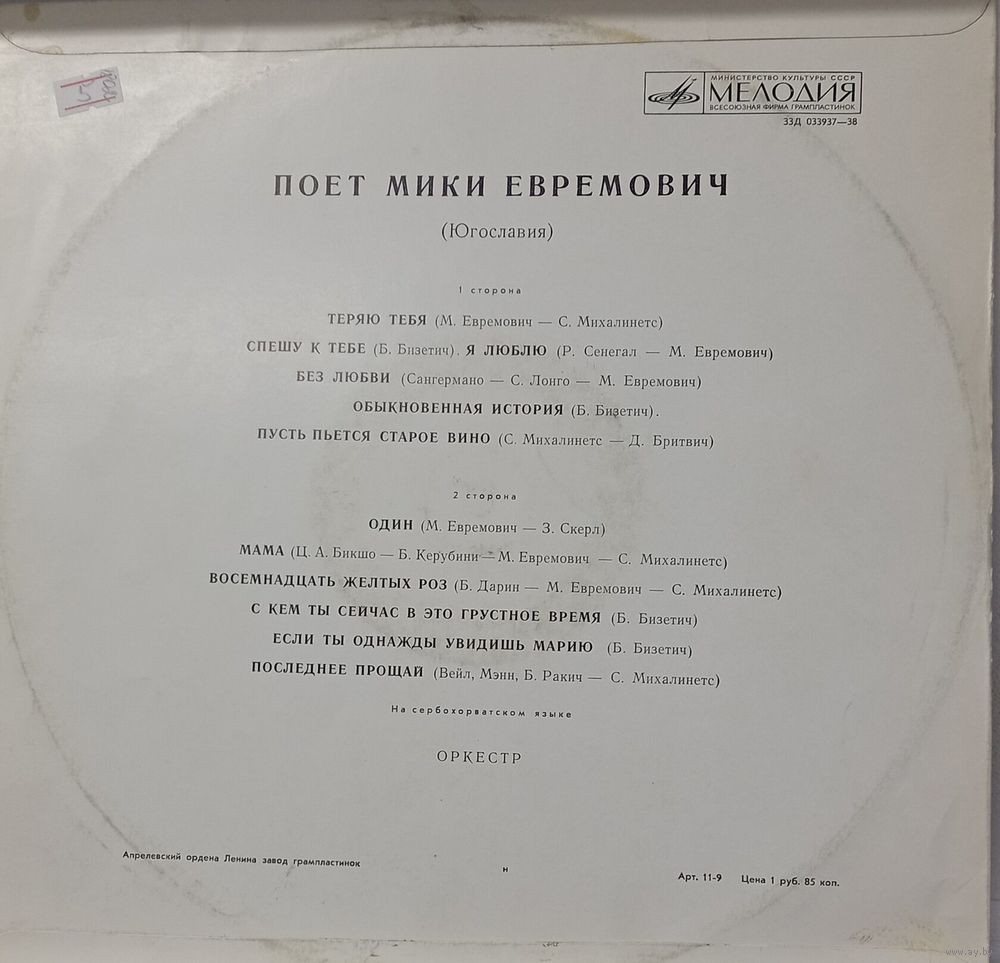 МИНИСТЕРСТВО КУЛЬТУРЫ СССР
МЕЛОДИЯ
ВСЕСОЮЗНАЯ ФИРМА ГРАМПЛАСТИНОК
33Д 033937—38
ПОЕТ МИКИ ЕВРЕМОВИЧ
(Югославия)
1 сторона
ТЕРЯЮ ТЕБЯ (М. Евремович — С. Михалинетс)
СПЕШУ К ТЕБЕ (Б. Бизетич). Я ЛЮБЛЮ (Р. Сенегал — М. Евремович)
БЕЗ ЛЮБВИ (Сангермано — С. Лонго — М. Евремович)
ОБЫКНОВЕННАЯ ИСТОРИЯ (Б. Бизетич).
ПУСТЬ ПЬЕТСЯ СТАРОЕ ВИНО (С. Михалинетс — Д. Бритвич)
2 сторона
ОДИН (М. Евремович — З. Скерл)
МАМА (Ц. А. Бикшо — Б. Керубини — М. Евремович — С. Михалинетс)
ВОСЕМНАДЦАТЬ ЖЕЛТЫХ РОЗ (Б. Дарин — М. Евремович — С. Михалинетс)
С КЕМ ТЫ СЕЙЧАС В ЭТО ГРУСТНОЕ ВРЕМЯ (Б. Бизетич)
ЕСЛИ ТЫ ОДНАЖДЫ УВИДИШЬ МАРИЮ (Б. Бизетич)
ПОСЛЕДНЕЕ ПРОЩАЙ (Вейл, Мэнн, Б. Ракич — С. Михалинетс)
На сербохорватском языке
ОРКЕСТР
Апрелевский ордена Ленина завод грампластинок
н
Арт. 11-9 Цена 1 руб. 85 коп.